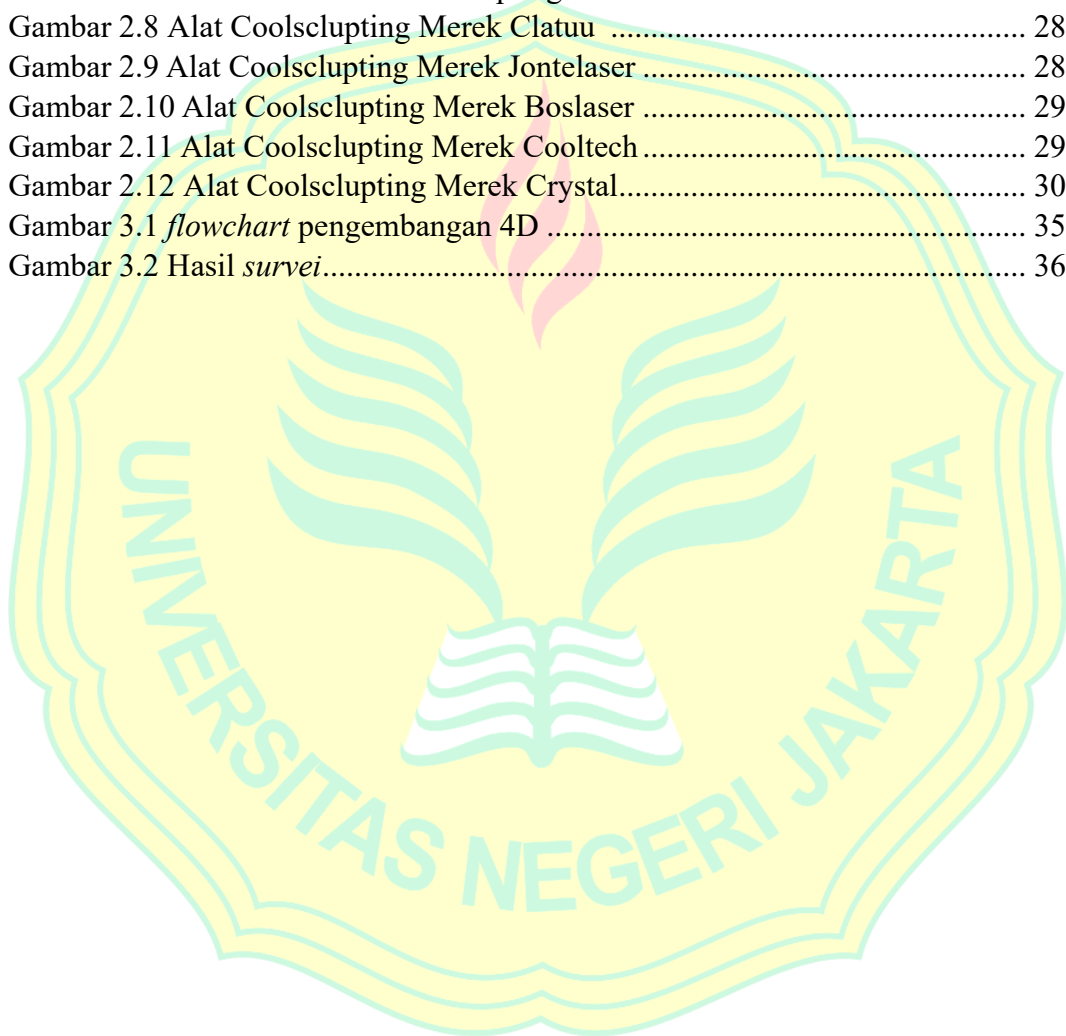 Gambar 2.8 Alat Coolsclupting Merek Clatuu ..................................................... 28
Gambar 2.9 Alat Coolsclupting Merek Jontelaser ................................................. 28
Gambar 2.10 Alat Coolsclupting Merek Boslaser ................................................. 29
Gambar 2.11 Alat Coolsclupting Merek Cooltech ................................................. 29
Gambar 2.12 Alat Coolsclupting Merek Crystal.................................................... 30
Gambar 3.1 flowchart pengembangan 4D ............................................................. 35
Gambar 3.2 Hasil survei......................................................................................... 36
UNIVERSITAS NEGERI JAKARTA